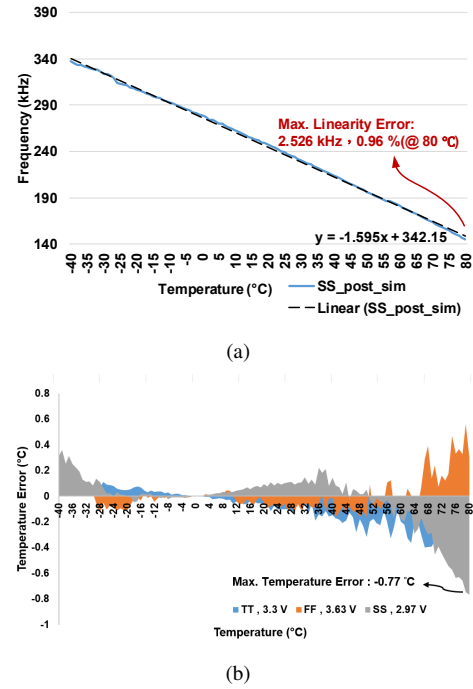 390
340
290
240
190
140
Frequency (kHz)
Max. Linearity Error:
2.526 kHz，0.96 %(@ 80 ℃)
y = -1.595x + 342.15
-40 -35 -30 -25 -20 -15 -10 -5 0 5 10 15 20 25 30 35 40 45 50 55 60 65 70 75 80
Temperature (°C)
SS_post_sim
Linear (SS_post_sim)
(a)
0.8
0.6
0.4
0.2
0
-0.2
-0.4
-0.6
-0.8
-1
Temperature Error (°C)
-40 -36 -32 -28 -24 -20 -16 -12 -8 -4 0 4 8 12 16 20 24 28 32 36 40 44 48 52 56 60 64 68 72 76 80
Max. Temperature Error : -0.77 ℃
TT , 3.3 V FF , 3.63 V SS , 2.97 V
Temperature (°C)
(b)